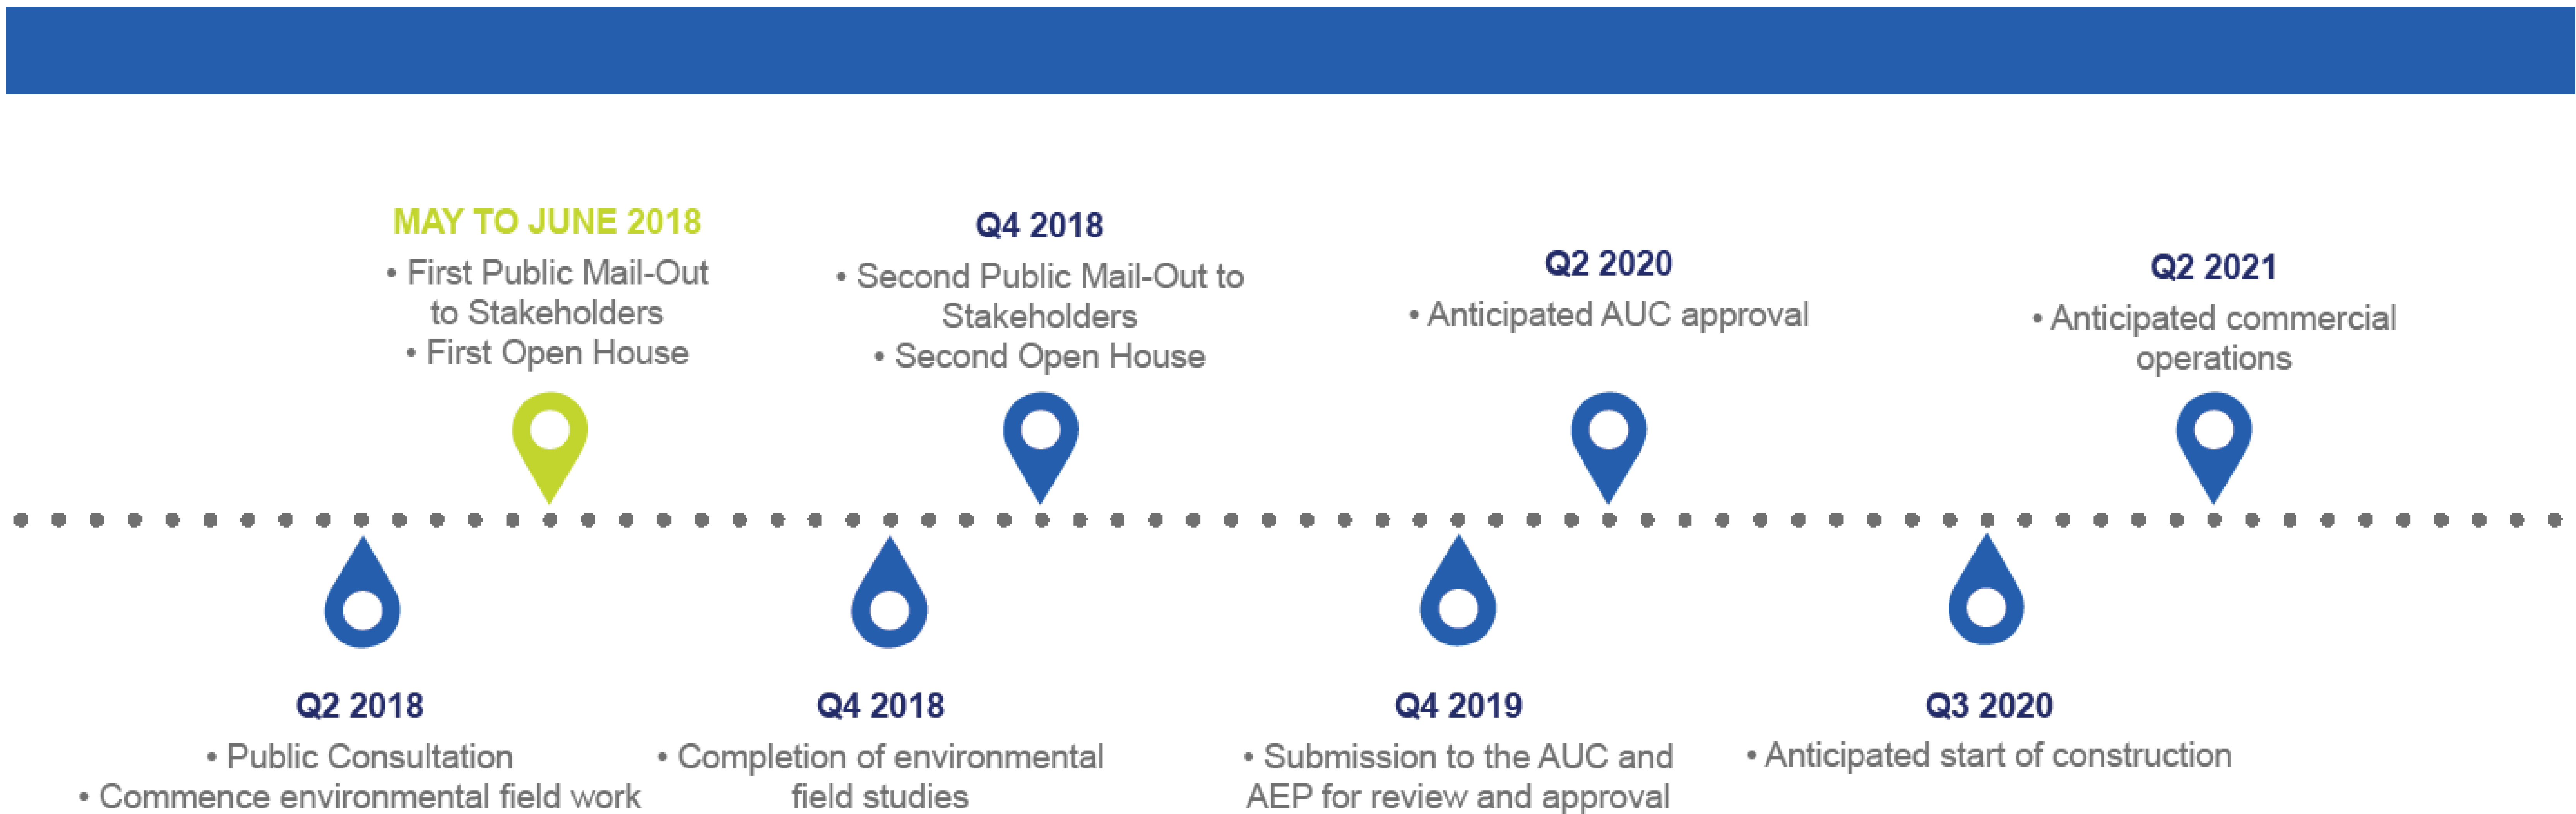 MAY TO JUNE 2018
• First Public Mail-Out
to Stakeholders
• First Open House
Q4 2018
• Second Public Mail-Out to
Stakeholders
• Second Open House
Q2 2020
• Anticipated AUC approval
Q2 2021
• Anticipated commercial
operations
Q2 2018
• Public Consultation
• Commence environmental field work
Q4 2018
• Completion of environmental
field studies
Q4 2019
• Submission to the AUC and
AEP for review and approval
Q3 2020
• Anticipated start of construction